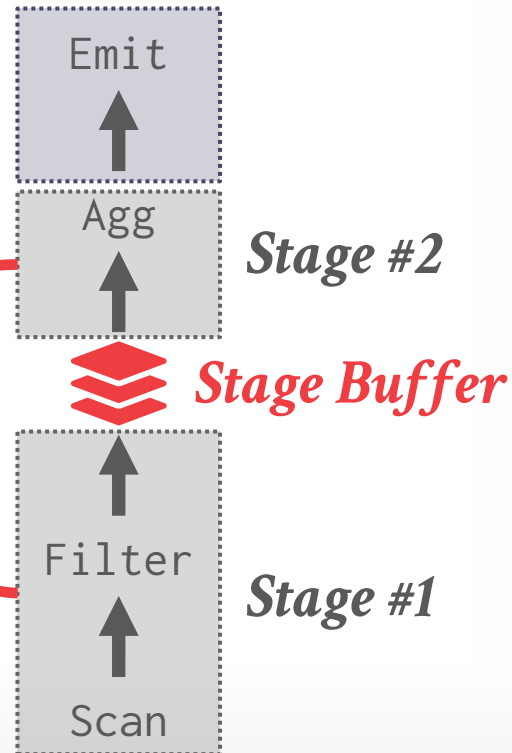 Emit
Agg
Stage #2
Stage Buffer
Filter
Stage #1
Scan